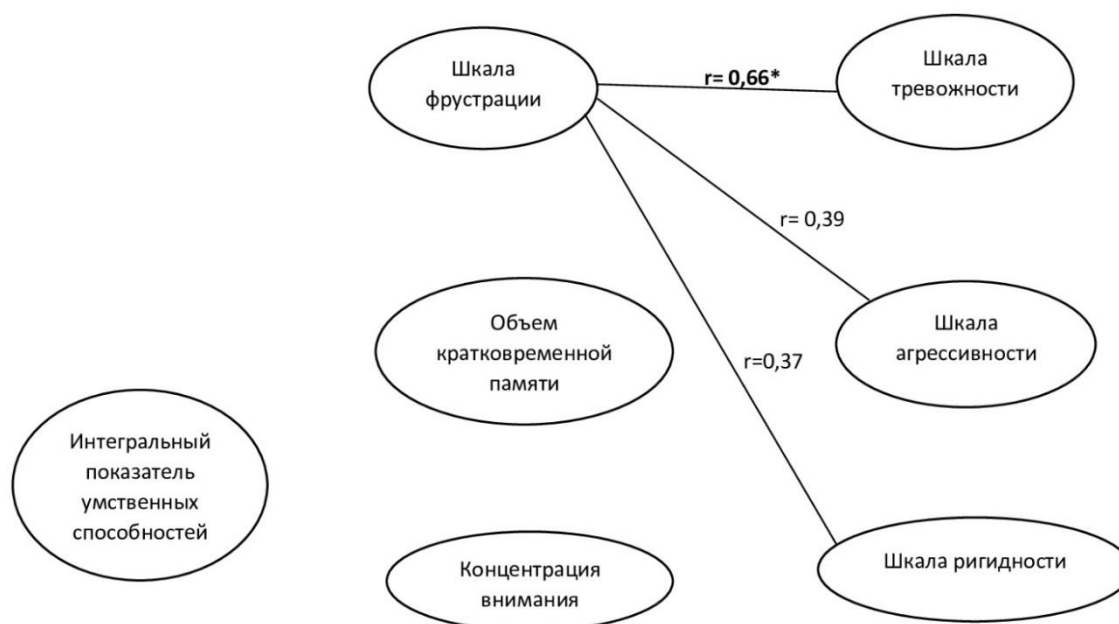 Шкала
фрустрации
r= 0,66*
Шкала
тревожности
r= 0,39
Объем
кратковременной
памяти
r=0,37
Шкала
агрессивности
Интегральный
показатель
умственных
способностей
Концентрация
внимания
Шкала ригидности